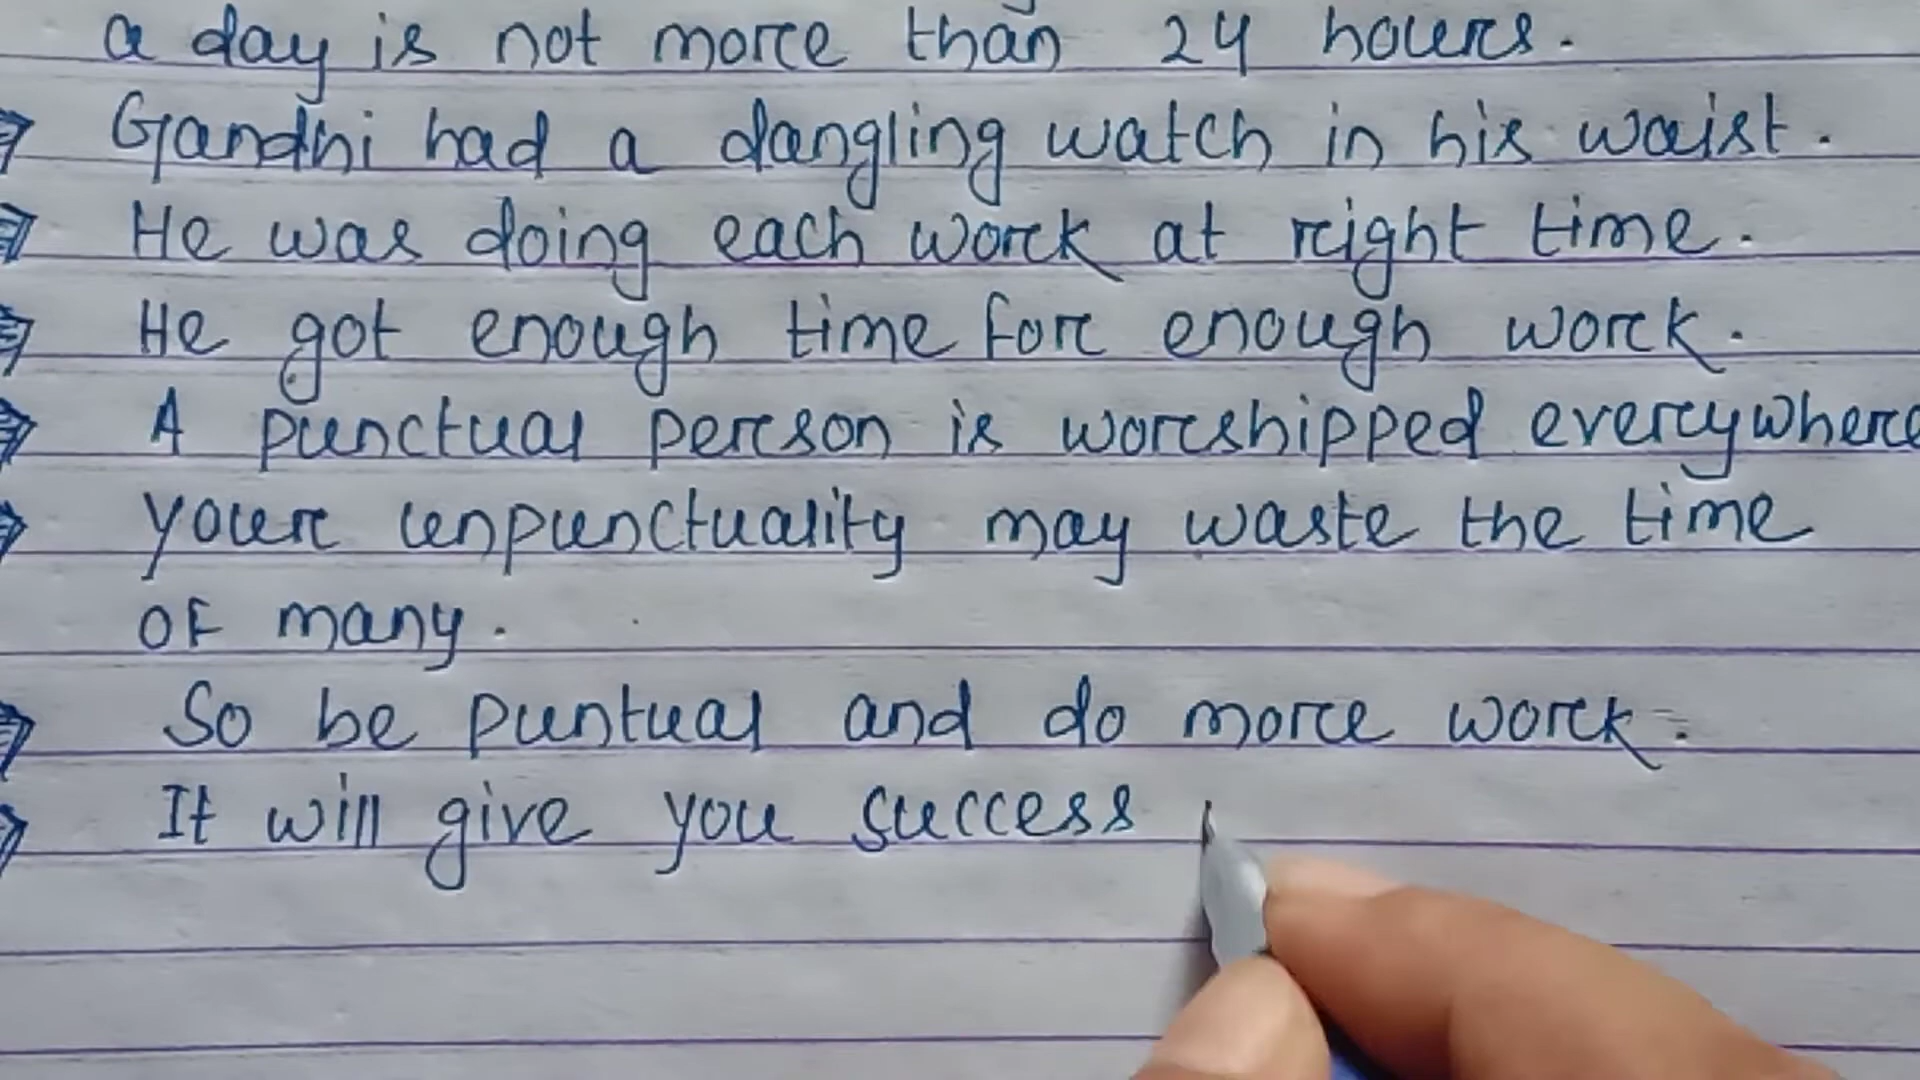 a day is not more than 24 hours.
Gandhi had a dangling watch in his waist.
He was doing each work at right time.
He got enough time for enough work.
A punctual person is worshipped everywhere
your unpunctuality may waste the time
of many.
So be puntual and do more work.
It will give you success